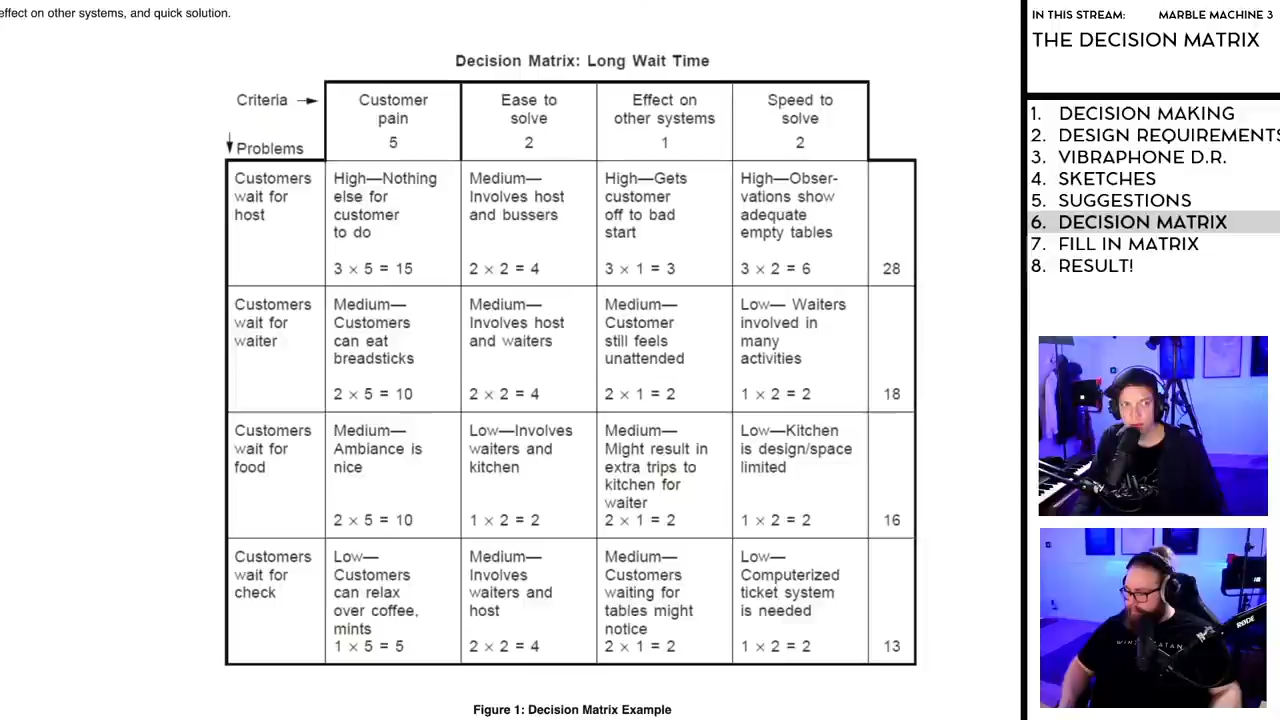 effect on other systems, and quick solution.
Decision Matrix: Long Wait Time
Criteria →
Customer
pain
5
Ease to
solve
2
Effect on
other systems
1
Speed to
solve
2
↓ Problems
Customers
wait for
host
High—Nothing
else for
customer
to do
3 × 5 = 15
Medium—
Involves host
and bussers
2 × 2 = 4
High—Gets
customer
off to bad
start
3 × 1 = 3
High—Obser-
vations show
adequate
empty tables
3 × 2 = 6
28
Customers
wait for
waiter
Medium—
Customers
can eat
breadsticks
2 × 5 = 10
Medium—
Involves host
and waiters
2 × 2 = 4
Medium—
Customer
still feels
unattended
2 × 1 = 2
Low— Waiters
involved in
many
activities
1 × 2 = 2
18
Customers
wait for
food
Medium—
Ambiance is
nice
2 × 5 = 10
Low—Involves
waiters and
kitchen
1 × 2 = 2
Medium—
Might result in
extra trips to
kitchen for
waiter
2 × 1 = 2
Low—Kitchen
is design/space
limited
1 × 2 = 2
16
Customers
wait for
check
Low—
Customers
can relax
over coffee,
mints
1 × 5 = 5
Medium—
Involves
waiters and
host
2 × 2 = 4
Medium—
Customers
waiting for
tables might
notice
2 × 1 = 2
Low—
Computerized
ticket system
is needed
1 × 2 = 2
13
Figure 1: Decision Matrix Example
IN THIS STREAM: MARBLE MACHINE 3
THE DECISION MATRIX
1. DECISION MAKING
2. DESIGN REQUIREMENTS
3. VIBRAPHONE D.R.
4. SKETCHES
5. SUGGESTIONS
6. DECISION MATRIX
7. FILL IN MATRIX
8. RESULT!
RØDE